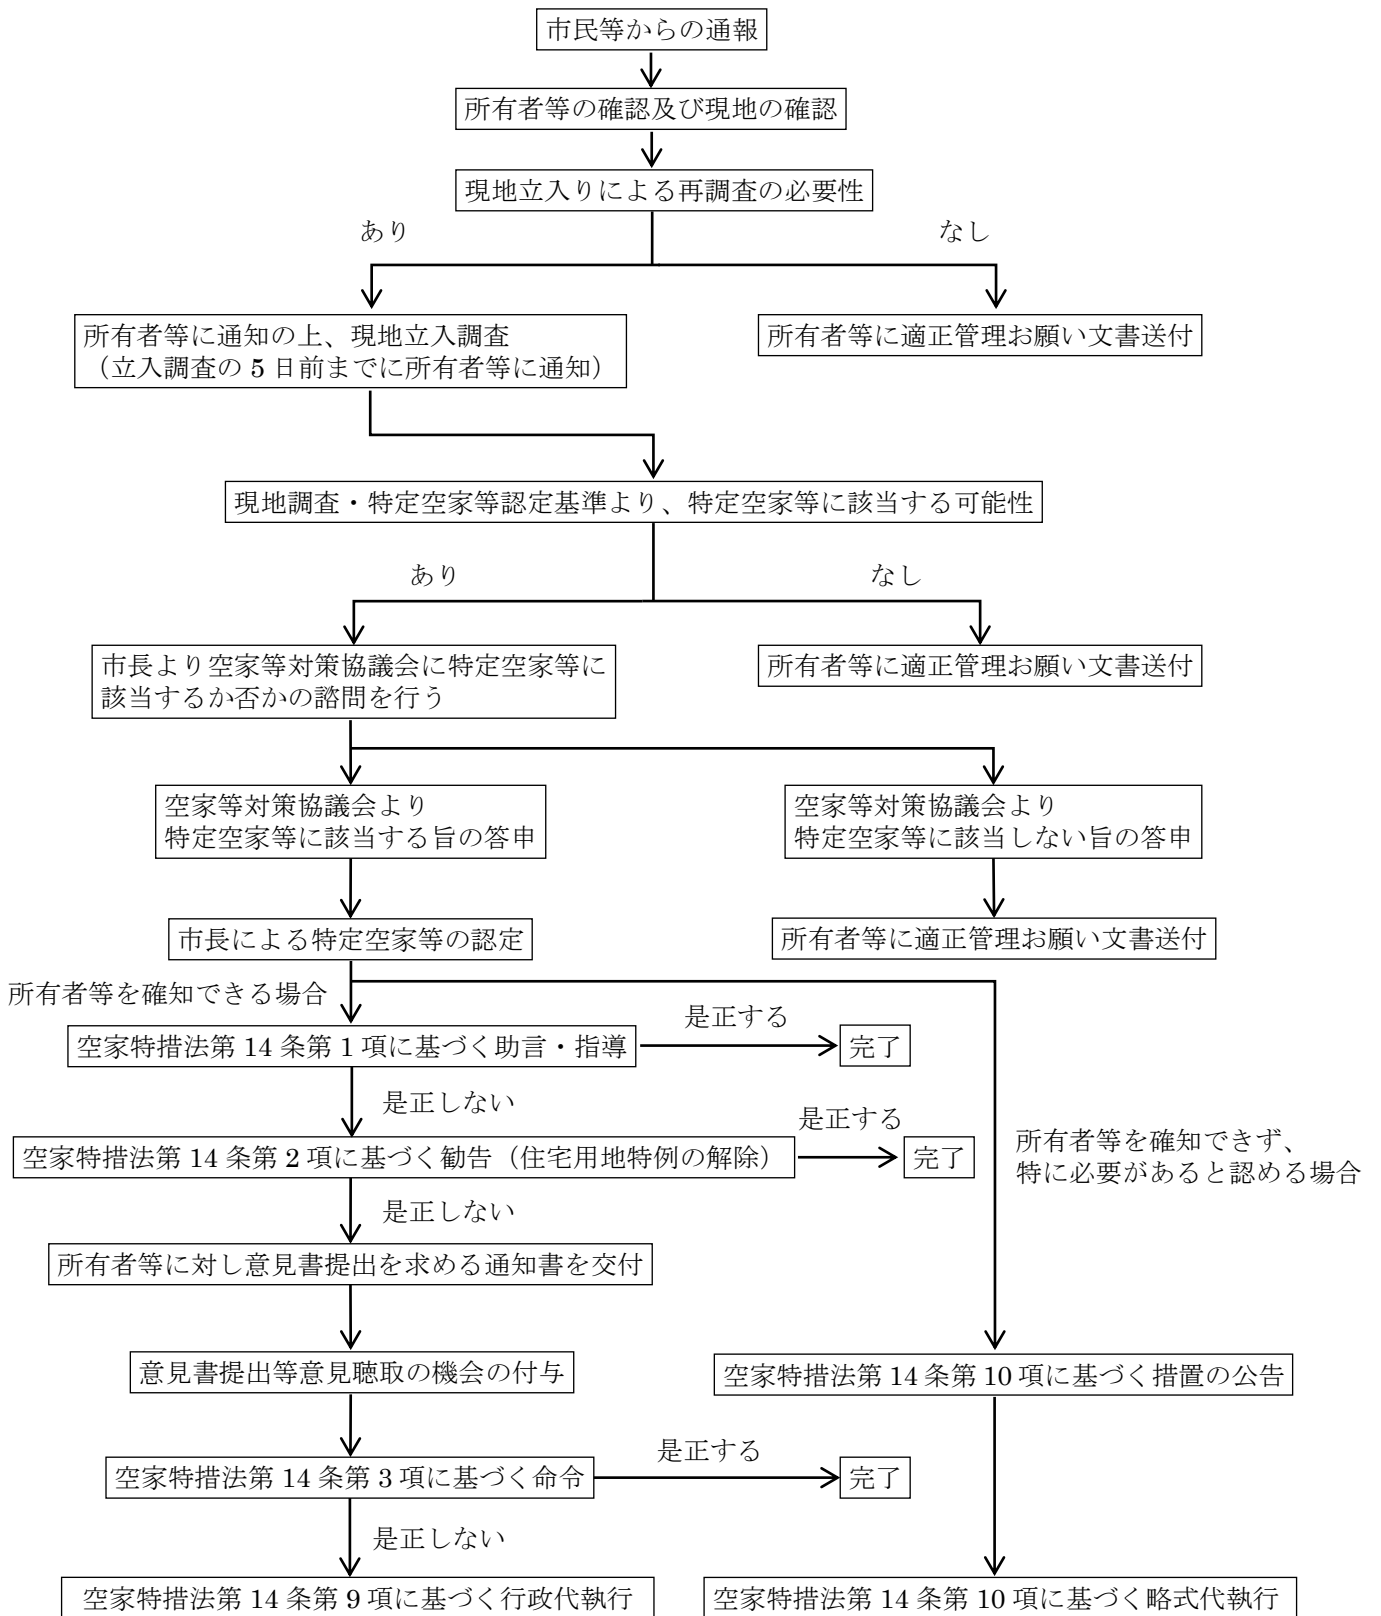 市民等からの通報
所有者等の確認及び現地の確認
現地立入りによる再調査の必要性
あり
なし
所有者等に通知の上、現地立入調査
（立入調査の 5 日前までに所有者等に通知）
所有者等に適正管理お願い文書送付
現地調査・特定空家等認定基準より、特定空家等に該当する可能性
あり
なし
市長より空家等対策協議会に特定空家等に
該当するか否かの諮問を行う
所有者等に適正管理お願い文書送付
空家等対策協議会より
特定空家等に該当する旨の答申
空家等対策協議会より
特定空家等に該当しない旨の答申
市長による特定空家等の認定
所有者等に適正管理お願い文書送付
所有者等を確知できる場合
空家特措法第 14 条第 1 項に基づく助言・指導
是正する
完了
是正しない
空家特措法第 14 条第 2 項に基づく勧告（住宅用地特例の解除）
是正する
完了
所有者等を確知できず、
特に必要があると認める場合
是正しない
所有者等に対し意見書提出を求める通知書を交付
意見書提出等意見聴取の機会の付与
空家特措法第 14 条第 10 項に基づく措置の公告
空家特措法第 14 条第 3 項に基づく命令
是正する
完了
是正しない
空家特措法第 14 条第 9 項に基づく行政代執行
空家特措法第 14 条第 10 項に基づく略式代執行